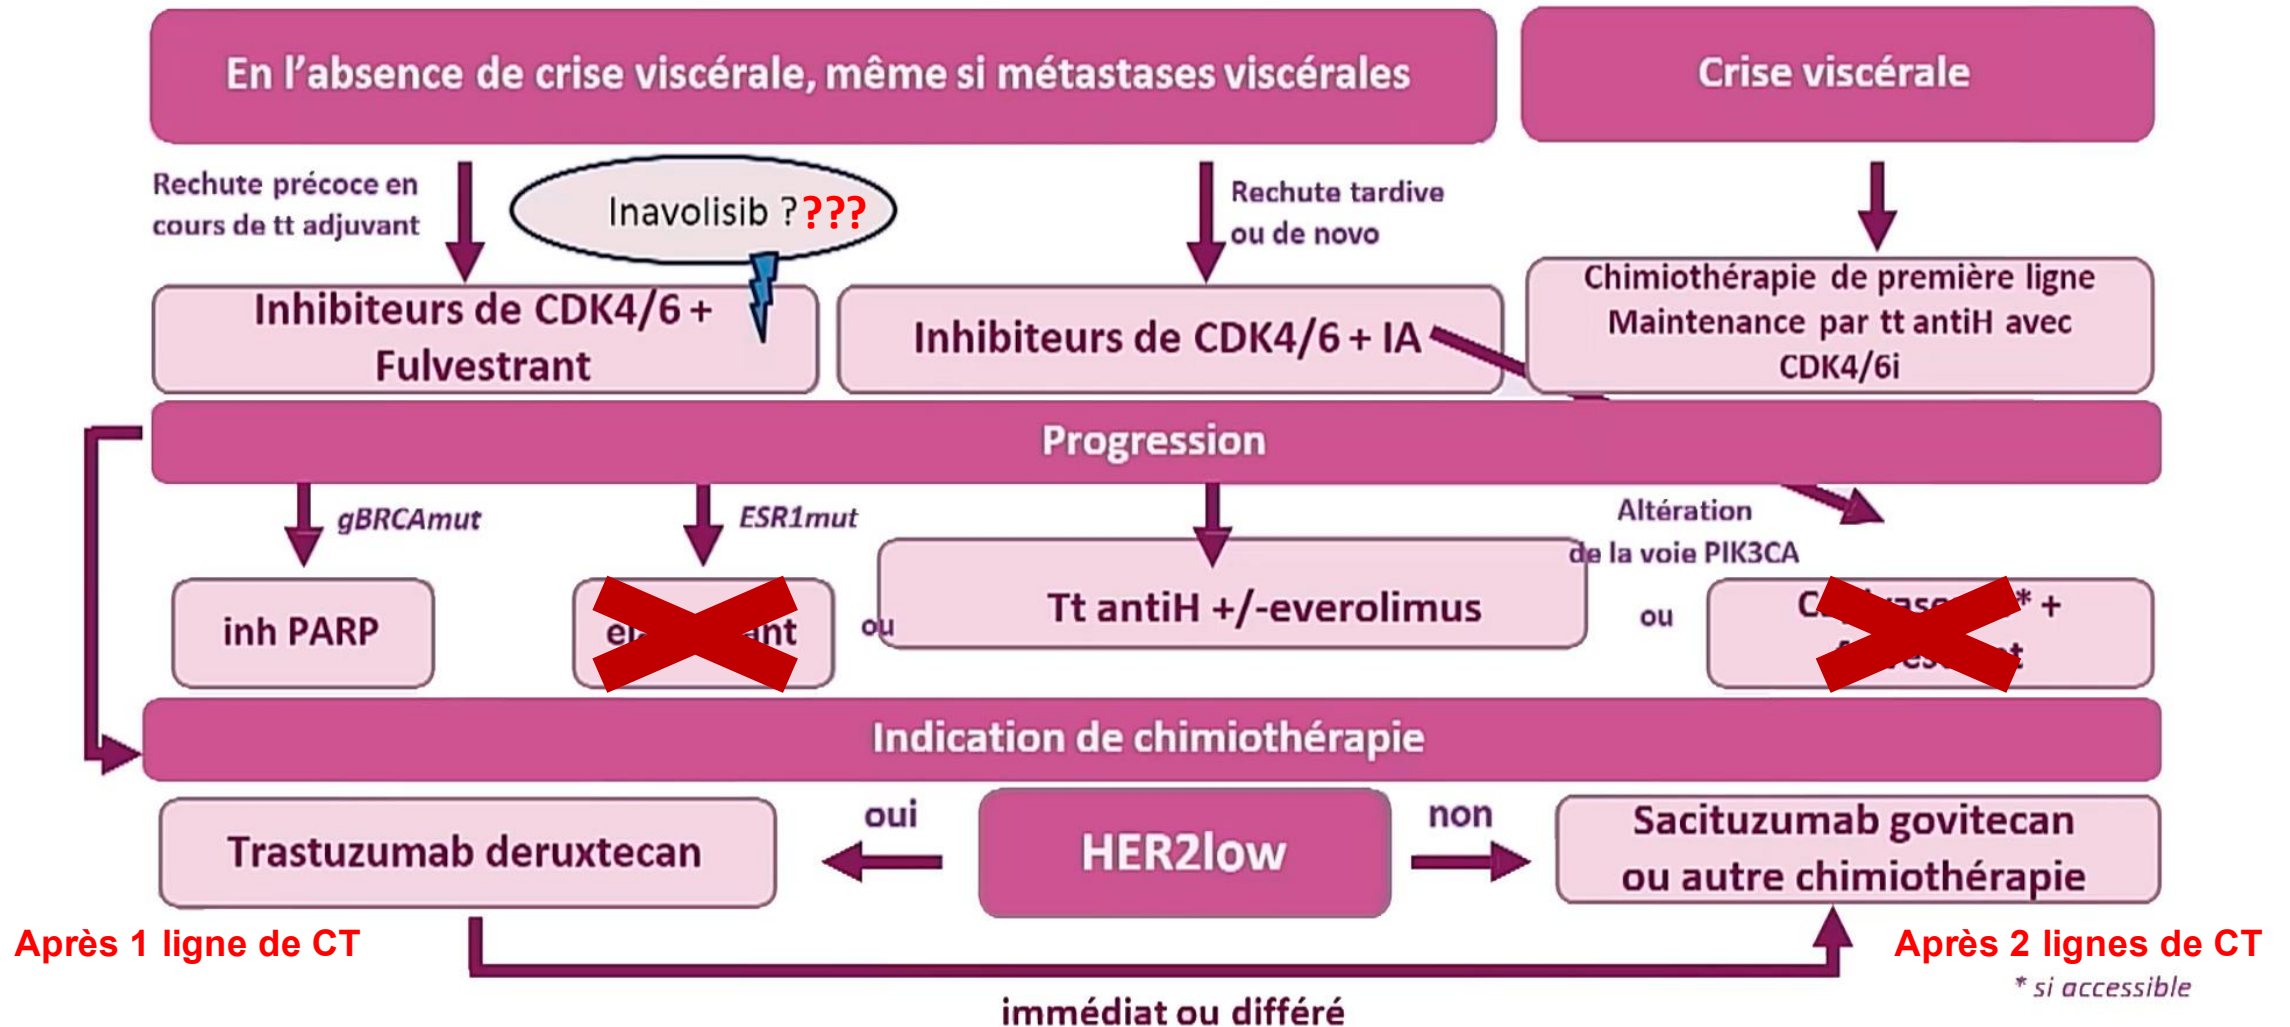 En l'absence de crise viscérale, même si métastases viscérales
Crise viscérale
Rechute précoce en
cours de tt adjuvant
Inavolisib ????
Rechute tardive
ou de novo
Inhibiteurs de CDK4/6 +
Fulvestrant
Inhibiteurs de CDK4/6 + IA
Chimiothérapie de première ligne
Maintenance par tt antiH avec
CDK4/6i
Progression
gBRCAmut
ESR1mut
Altération
de la voie PIK3CA
inh PARP
ou
Tt antiH +/-everolimus
ou
* +
Indication de chimiothérapie
Trastuzumab deruxtecan
oui
HER2low
non
Sacituzumab govitecan
ou autre chimiothérapie
Après 1 ligne de CT
Après 2 lignes de CT
* si accessible
immédiat ou différé